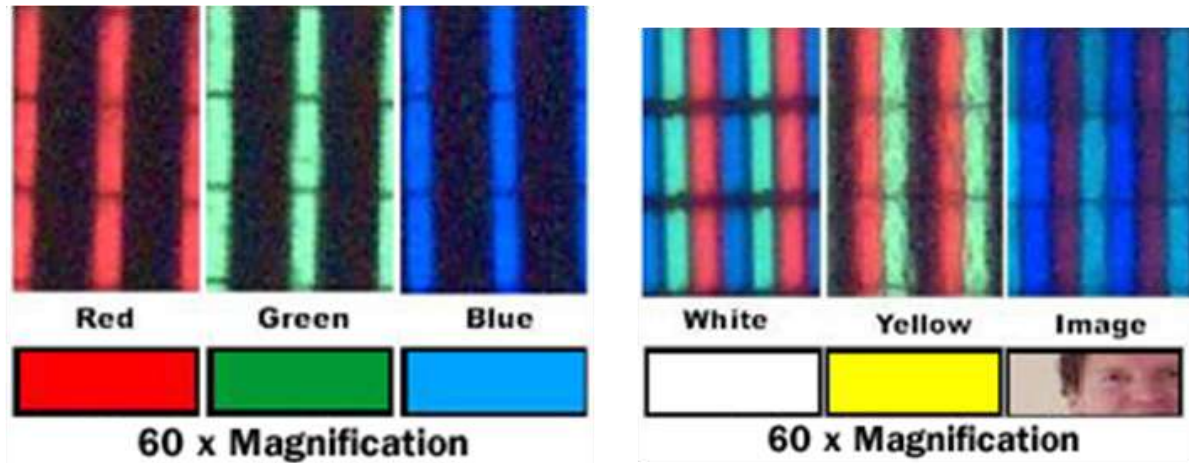 Red Green Blue
60 x Magnification
White Yellow Image
60 x Magnification